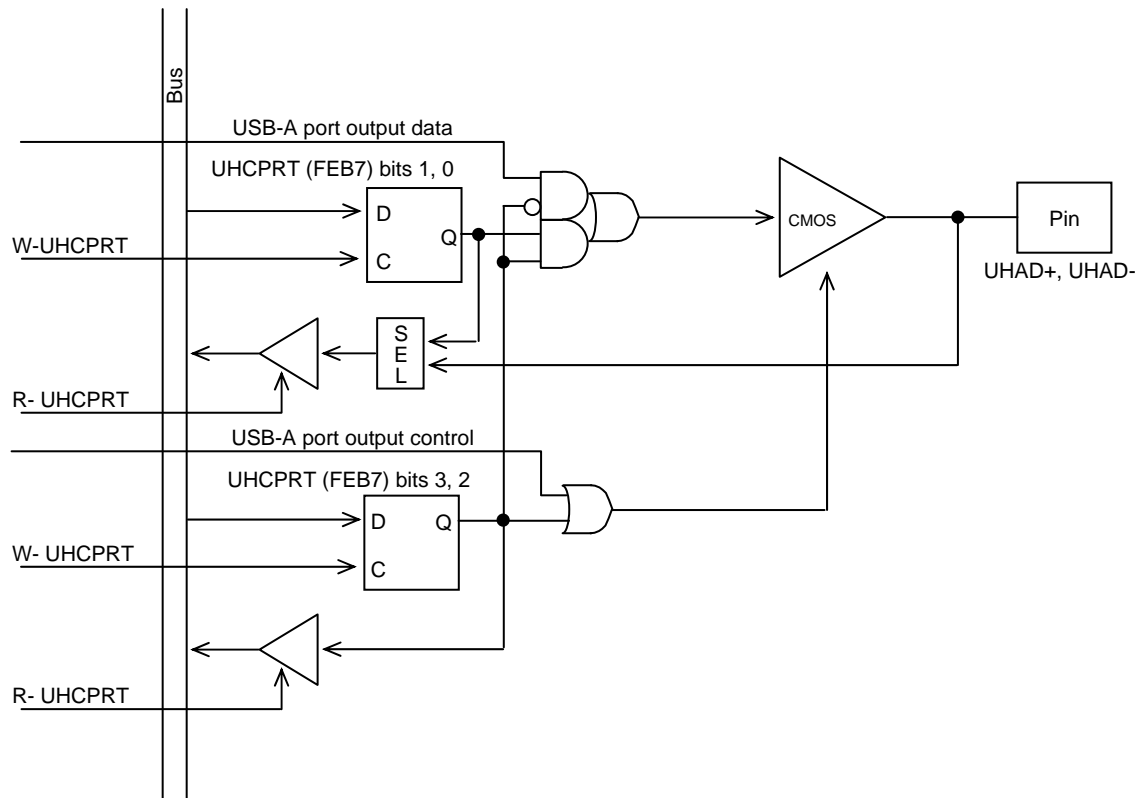 Bus
USB-A port output data
UHCPRT (FEB7) bits 1, 0
D
Q
C
W-UHCPRT
CMOS
Pin
UHAD+, UHAD-
S
E
L
R- UHCPRT
USB-A port output control
UHCPRT (FEB7) bits 3, 2
D
Q
C
W- UHCPRT
R- UHCPRT